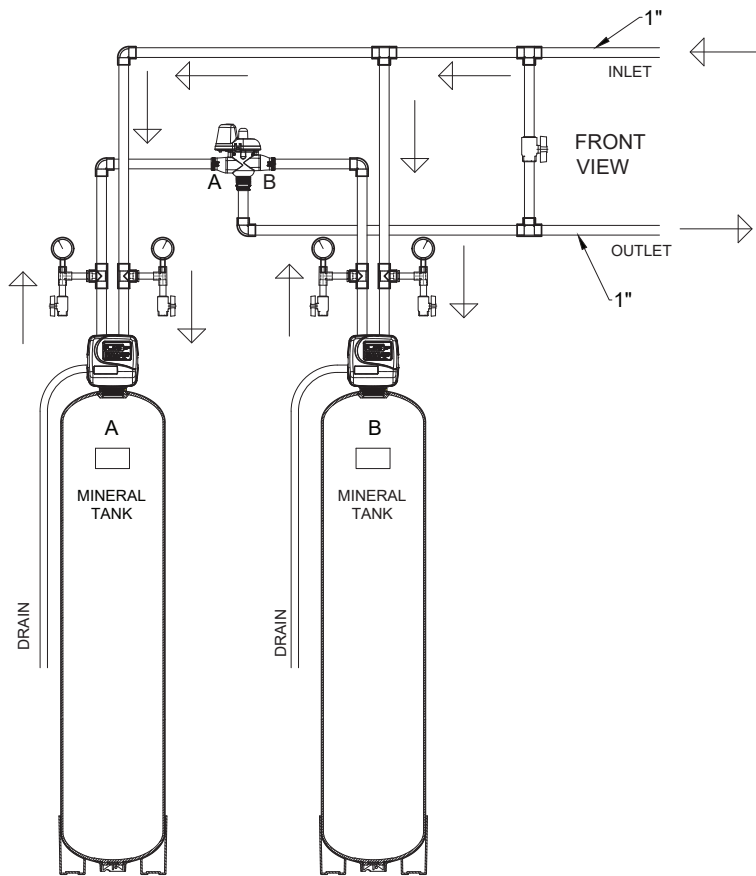 1"
INLET
FRONT
VIEW
A
B
OUTLET
1"
A
B
MINERAL
TANK
MINERAL
TANK
DRAIN
DRAIN